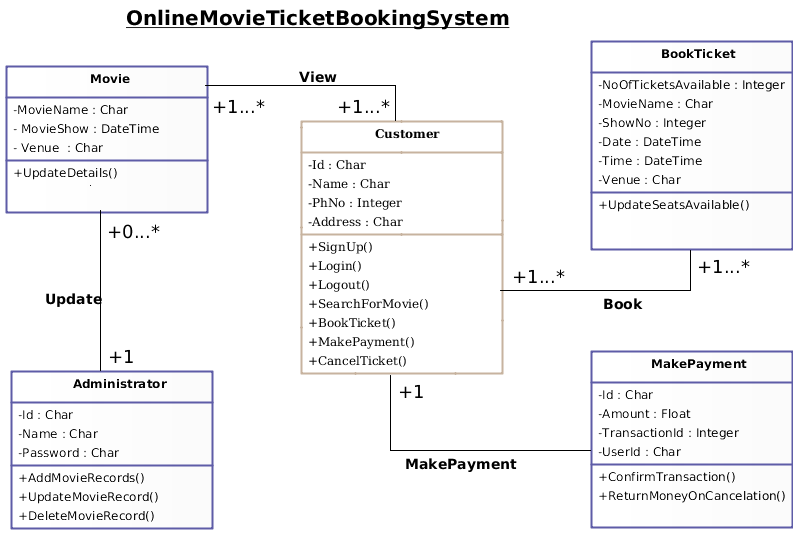 OnlineMovieTicketBookingSystem
Movie
-MovieName : Char
- MovieShow : DateTime
- Venue : Char
+UpdateDetails()
View
+1...*
+1...*
Customer
-Id : Char
-Name : Char
-PhNo : Integer
-Address : Char
+SignUp()
+Login()
+Logout()
+SearchForMovie()
+BookTicket()
+MakePayment()
+CancelTicket()
BookTicket
-NoOfTicketsAvailable : Integer
-MovieName : Char
-ShowNo : Integer
-Date : DateTime
-Time : DateTime
-Venue : Char
+UpdateSeatsAvailable()
+0...*
Update
+1
+1...*
+1...*
Book
Administrator
-Id : Char
-Name : Char
-Password : Char
+AddMovieRecords()
+UpdateMovieRecord()
+DeleteMovieRecord()
+1
MakePayment
MakePayment
-Id : Char
-Amount : Float
-TransactionId : Integer
-UserId : Char
+ConfirmTransaction()
+ReturnMoneyOnCancelation()